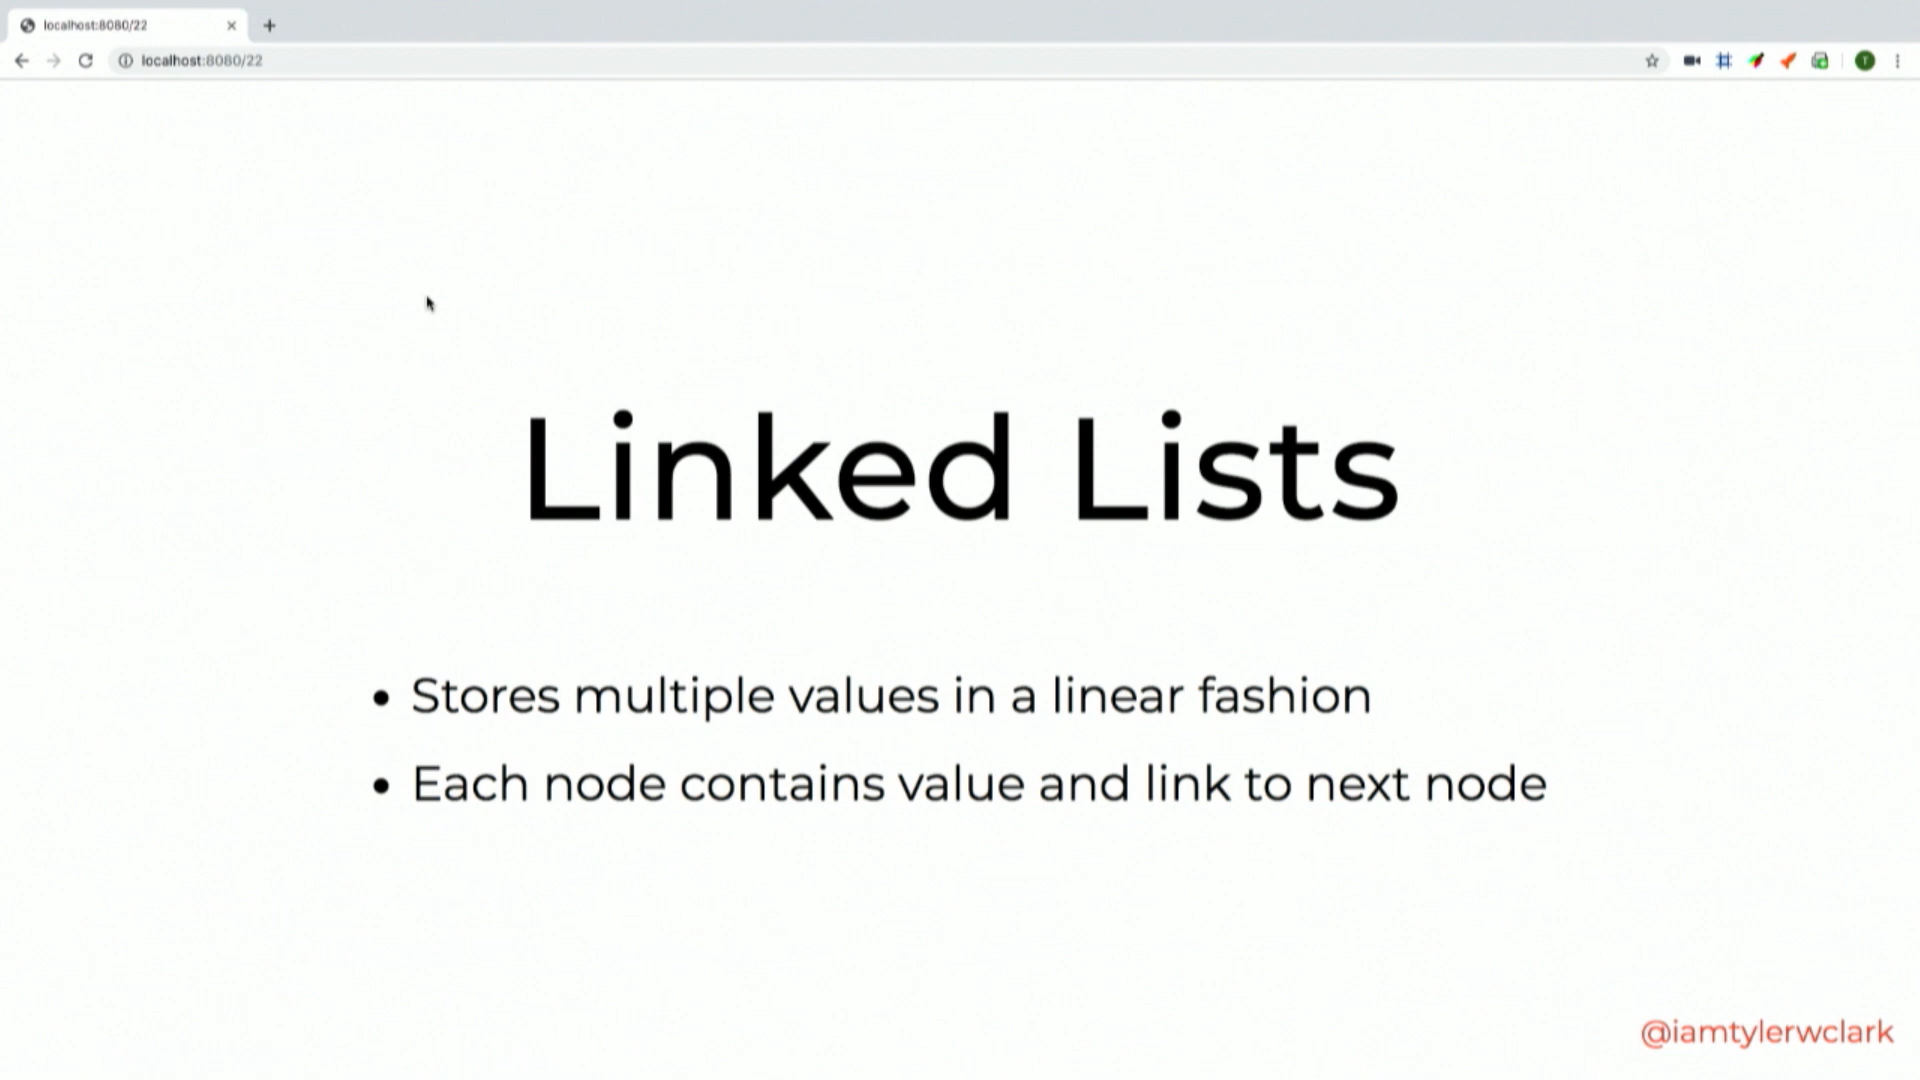 localhost:8080/22
localhost:8080/22
Linked Lists
• Stores multiple values in a linear fashion
• Each node contains value and link to next node
@iamtylerwclark